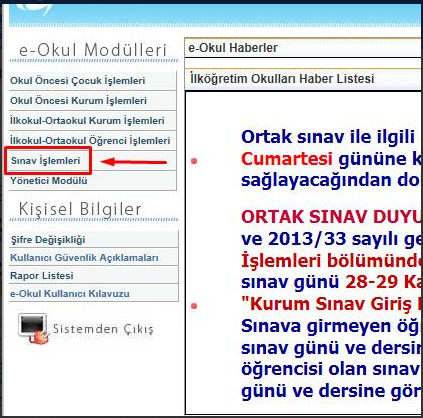 e-Okul Modülleri
Okul Öncesi Çocuk İşlemleri
Okul Öncesi Kurum İşlemleri
İlkokul-Ortaokul Kurum İşlemleri
İlkokul-Ortaokul Öğrenci İşlemleri
Sınav İşlemleri
Yönetici Modülü
Kişisel Bilgiler
Şifre Değişikliği
Kullanıcı Güvenlik Açıklamaları
Rapor Listesi
e-Okul Kullanıcı Kılavuzu
Sistemden Çıkış
e-Okul Haberler
İlköğretim Okulları Haber Listesi
Ortak sınav ile ilgili
Cumartesi gününe k
sağlayacağından do
ORTAK SINAV DUYU
ve 2013/33 sayılı ge
İşlemleri bölümünde
sınav günü 28-29 Ka
"Kurum Sınav Giriş
Sınava girmeyen öğ
sınav günü ve dersin
öğrencisi olan sınav
günü ve dersine gör